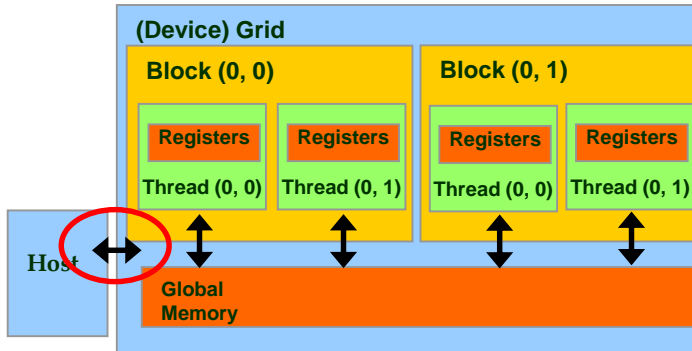 (Device) Grid
Block (0, 0)
Registers
Thread (0, 0)
Registers
Thread (0, 1)
Block (0, 1)
Registers
Thread (0, 0)
Registers
Thread (0, 1)
Host
Global
Memory